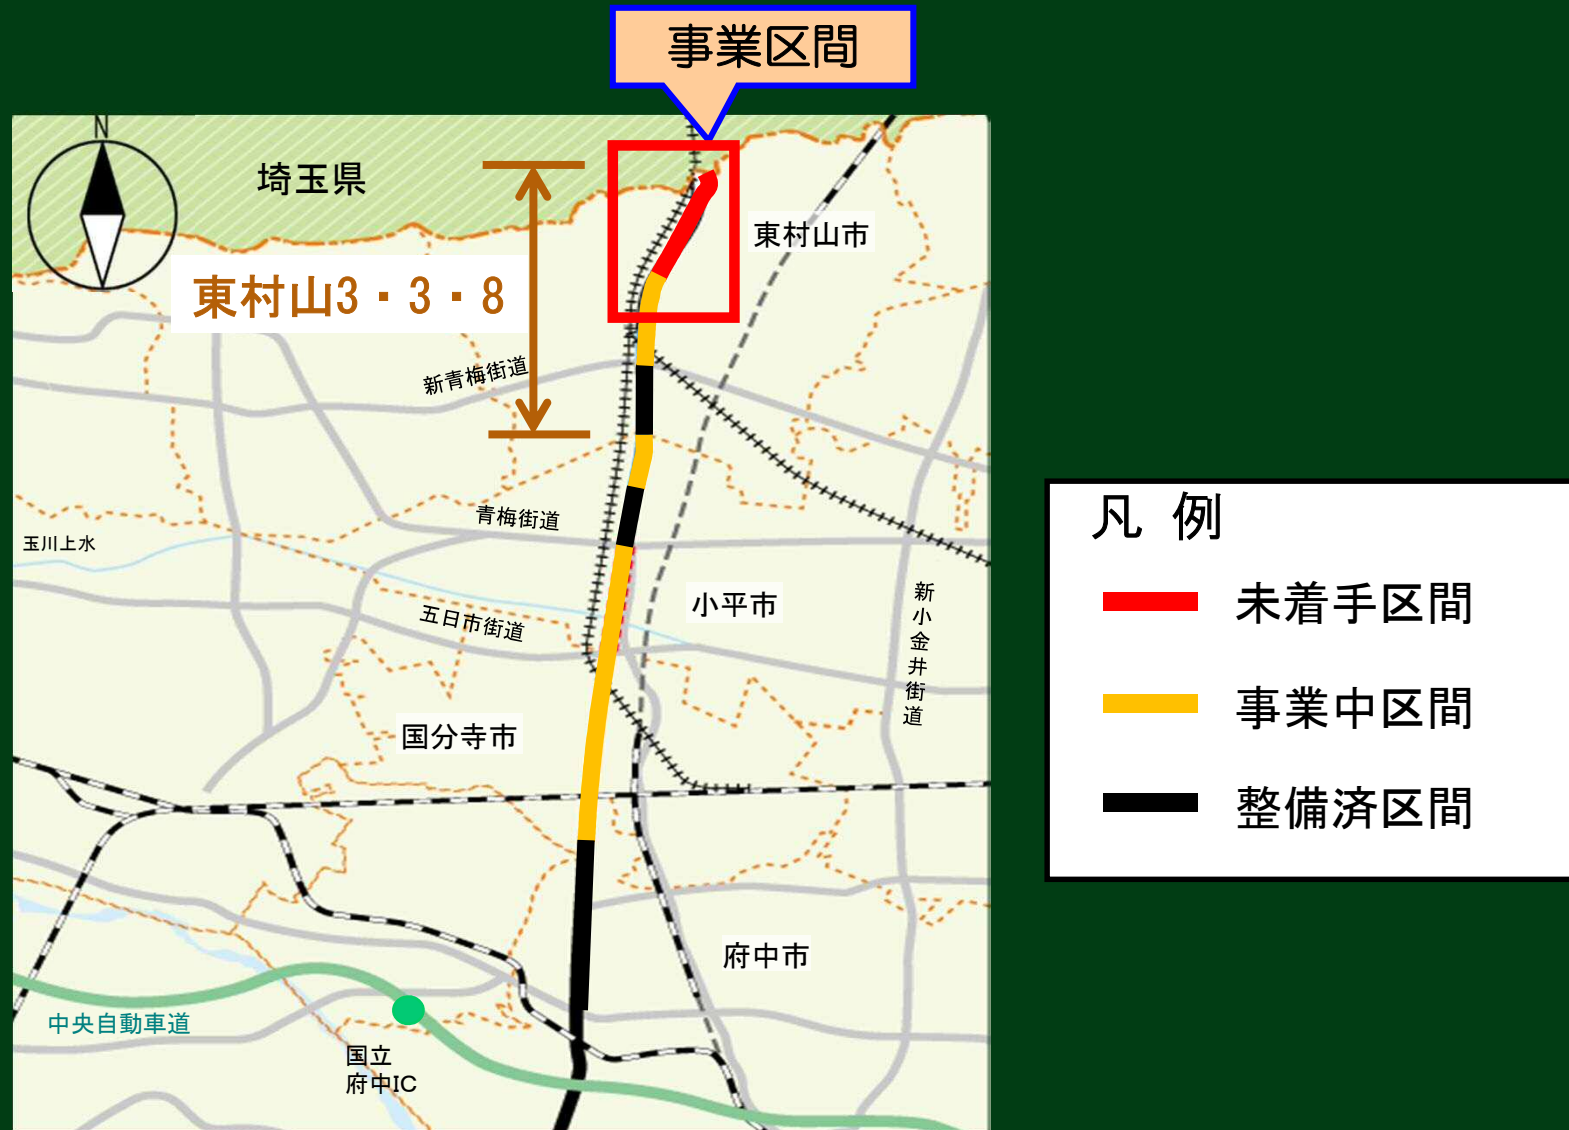 事業区間
N
埼玉県
東村山市
東村山3・3・8
新青梅街道
青梅街道
玉川上水
五日市街道
小平市
新小金井街道
国分寺市
府中市
中央自動車道
国立
府中IC
凡 例
未着手区間
事業中区間
整備済区間